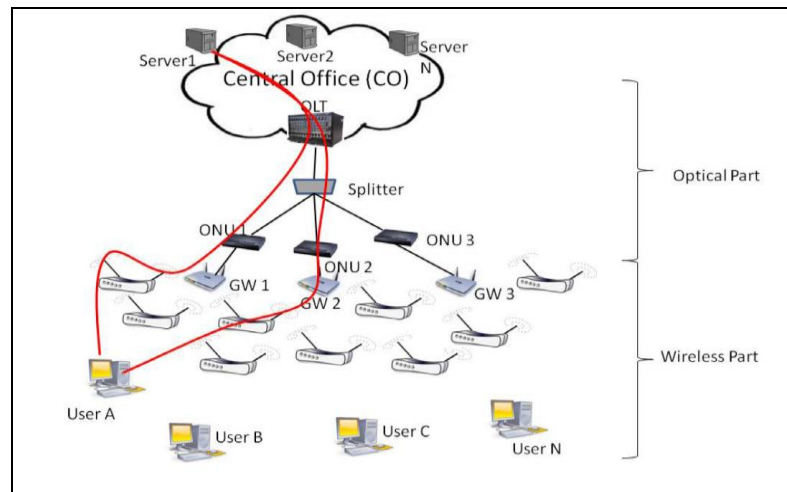 Server1
Server2
Server
N
Central Office (CO)
OLT
Splitter
Optical Part
ONU 1
ONU 2
ONU 3
GW 1
GW 2
GW 3
Wireless Part
User A
User B
User C
User N